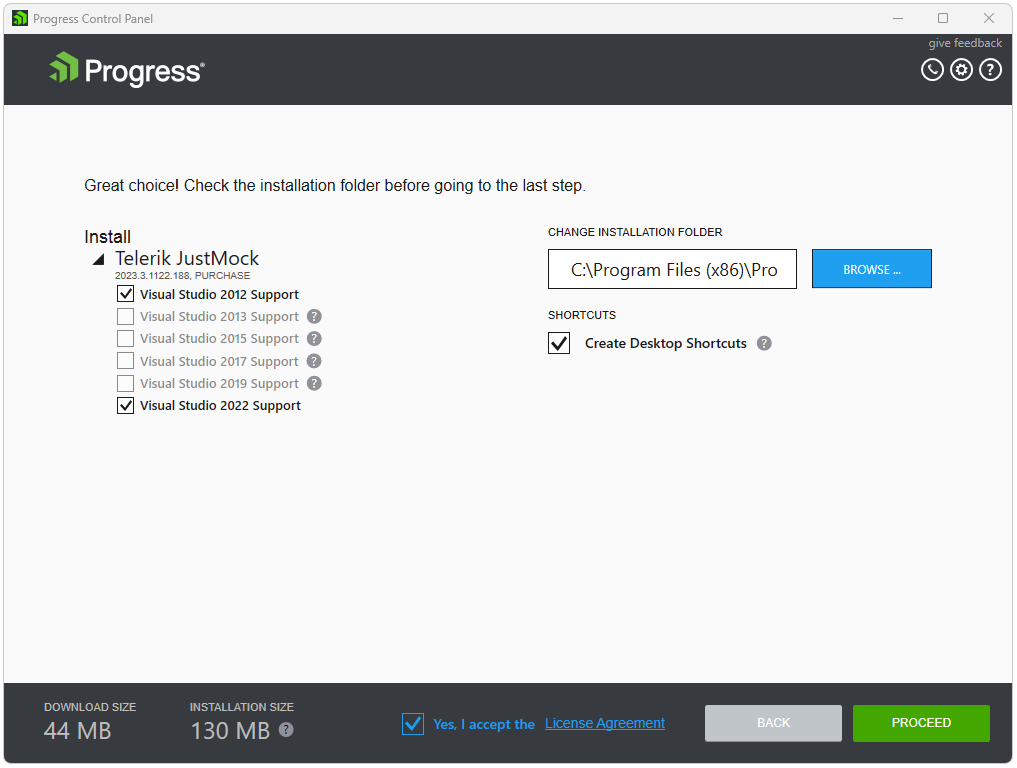 Progress Control Panel
give feedback
Progress®
?
Great choice! Check the installation folder before going to the last step.
Install
Telerik JustMock
2023.3.1122.188, PURCHASE
Visual Studio 2012 Support
Visual Studio 2013 Support ?
Visual Studio 2015 Support ?
Visual Studio 2017 Support ?
Visual Studio 2019 Support ?
Visual Studio 2022 Support
CHANGE INSTALLATION FOLDER
C:\Program Files (x86)\Pro
BROWSE ...
SHORTCUTS
Create Desktop Shortcuts ?
DOWNLOAD SIZE
44 MB
INSTALLATION SIZE
130 MB ?
Yes, I accept the License Agreement
BACK
PROCEED